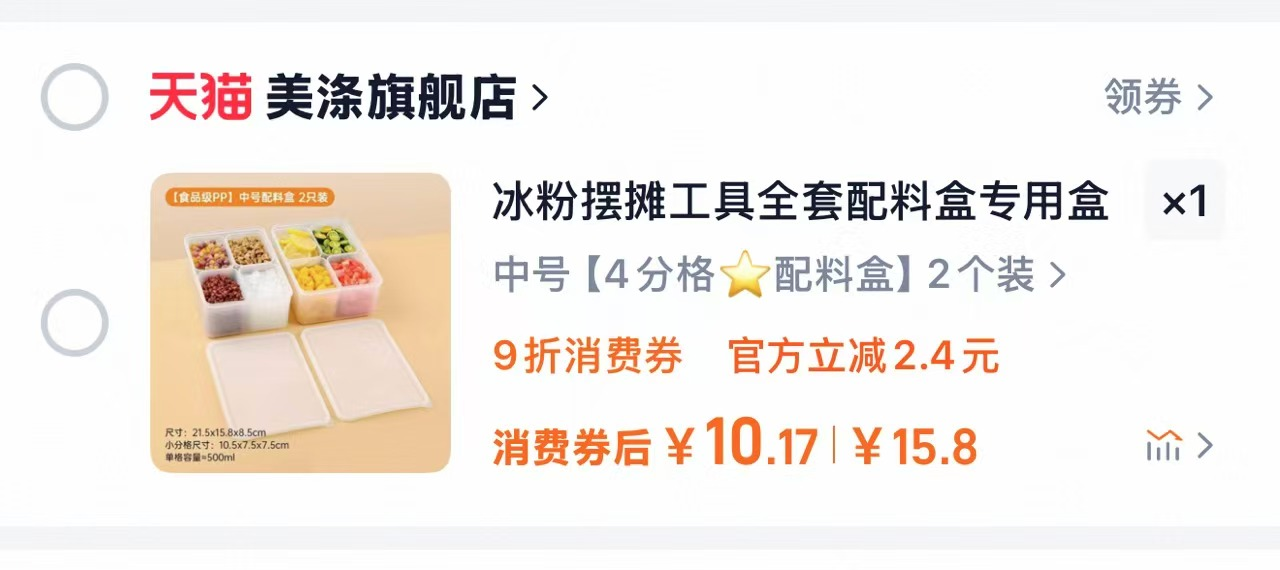 天猫 美涤旗舰店 >
领券 >
【食品级PP】中号配料盒 2只装
尺寸：21.5x15.8x8.5cm
小分格尺寸：10.5x7.5x7.5cm
单格容量≈500ml
冰粉摆摊工具全套配料盒专用盒
×1
中号【4分格⭐配料盒】2个装 >
9折消费券 官方立减2.4元
消费券后￥10.17|￥15.8